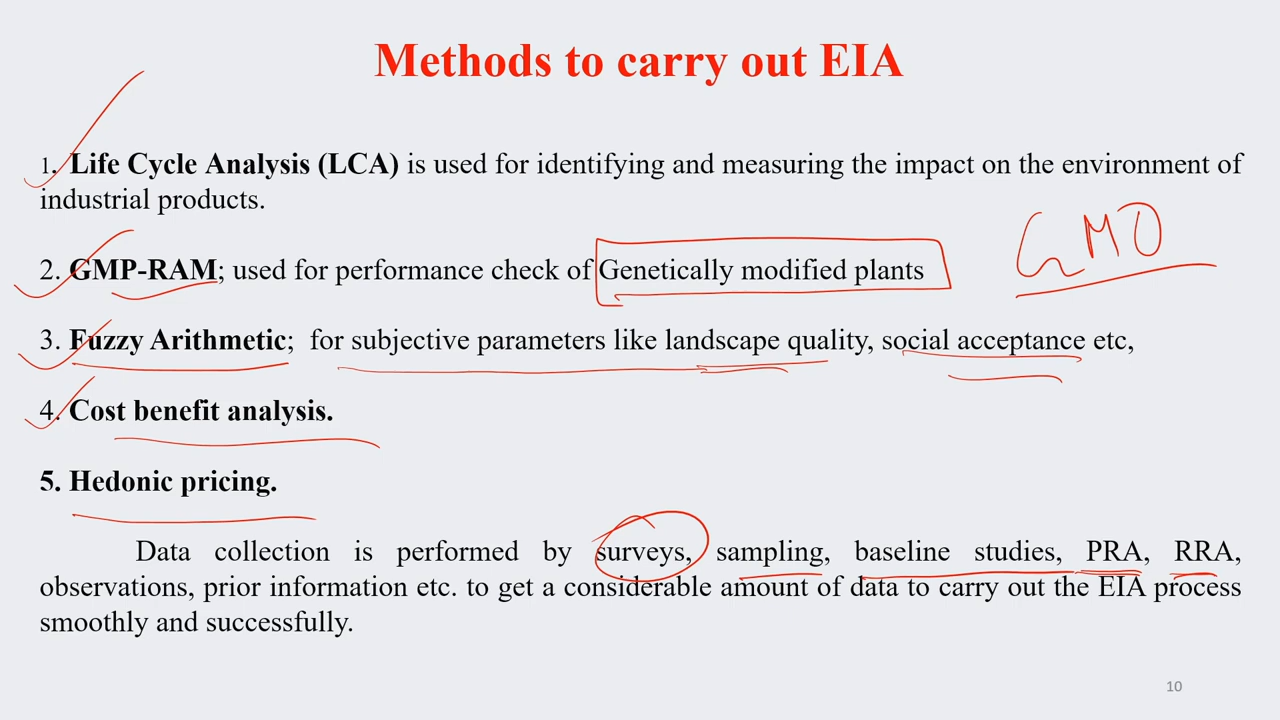 Methods to carry out EIA
1. Life Cycle Analysis (LCA) is used for identifying and measuring the impact on the environment of
industrial products.
GMO
2. GMP-RAM; used for performance check of Genetically modified plants
3. Fuzzy Arithmetic; for subjective parameters like landscape quality, social acceptance etc,
4. Cost benefit analysis.
5. Hedonic pricing.
Data collection is performed by surveys, sampling, baseline studies, PRA, RRA,
observations, prior information etc. to get a considerable amount of data to carry out the EIA process
smoothly and successfully.
10